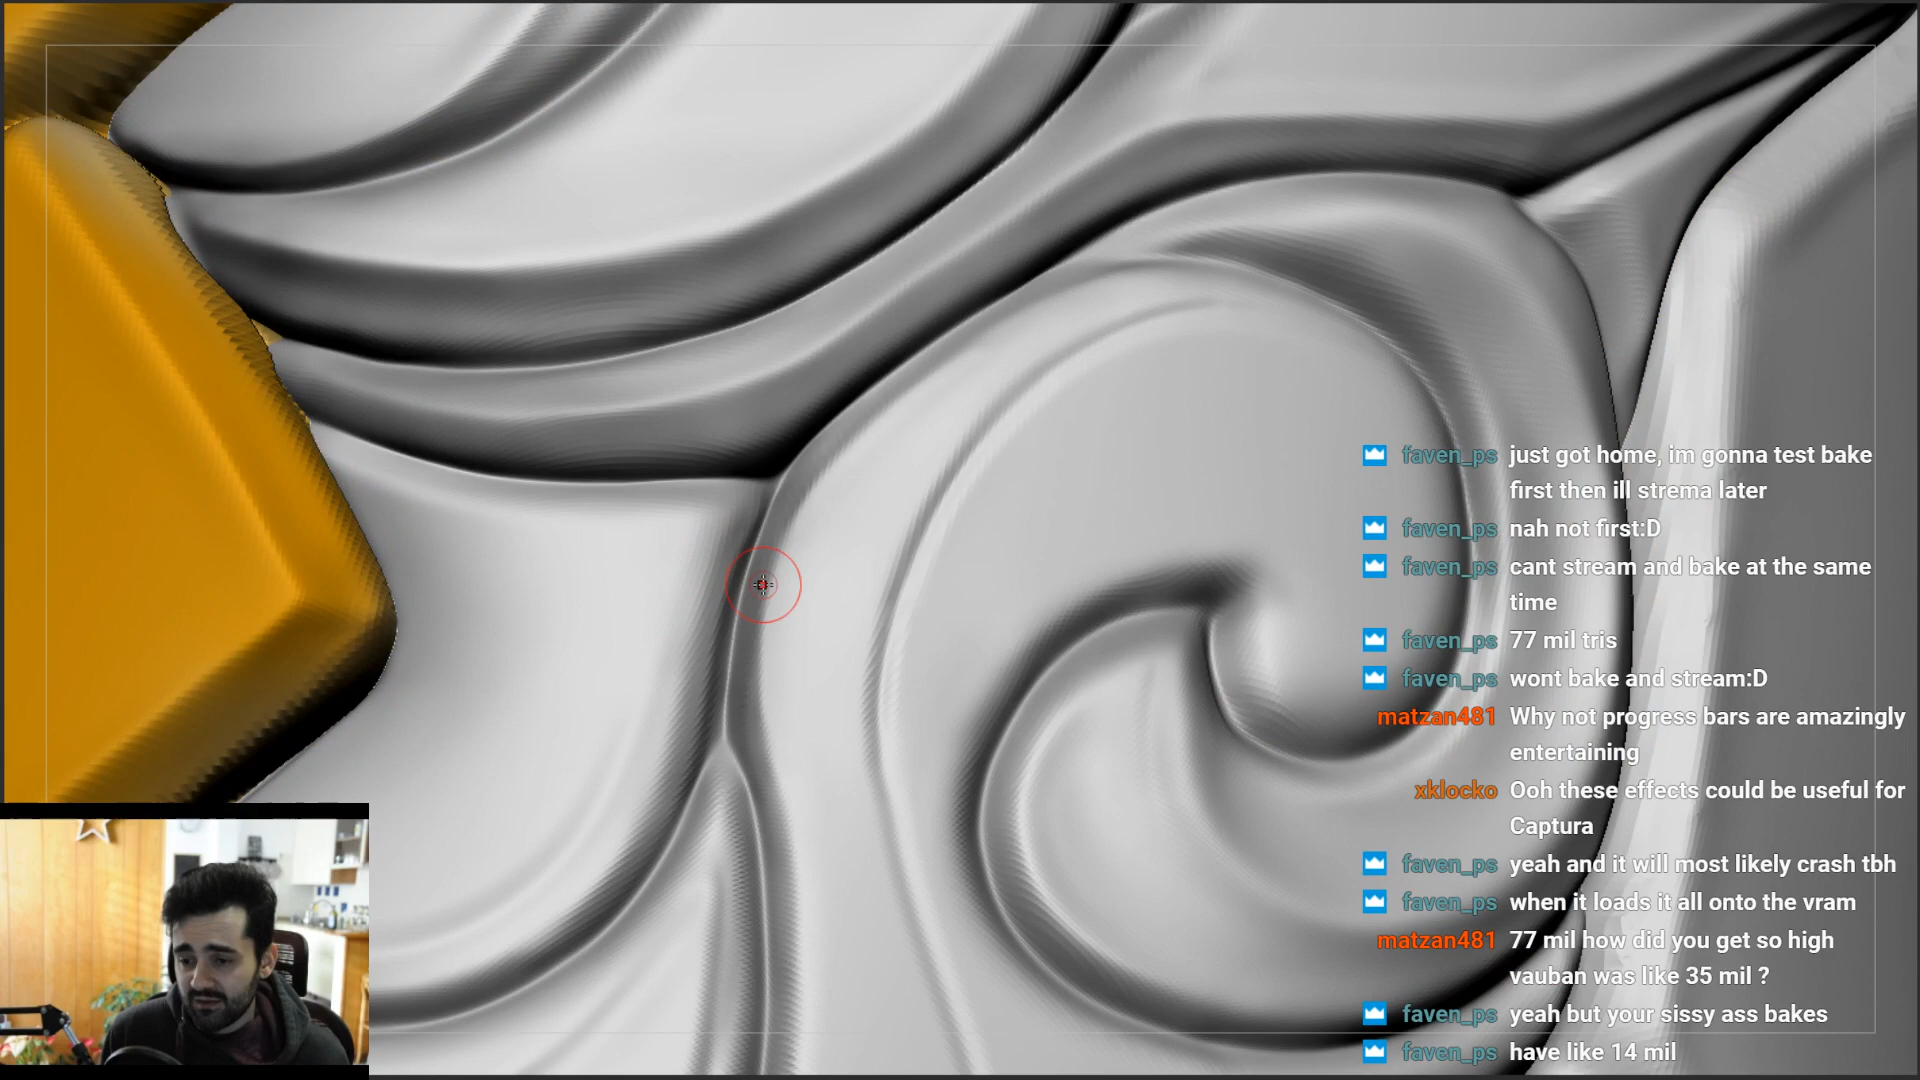 faven_ps just got home, im gonna test bake
first then ill strema later
faven_ps nah not first:D
faven_ps cant stream and bake at the same
time
faven_ps 77 mil tris
faven_ps wont bake and stream:D
matzan481 Why not progress bars are amazingly
entertaining
xklocko Ooh these effects could be useful for
Captura
faven_ps yeah and it will most likely crash tbh
faven_ps when it loads it all onto the vram
matzan481 77 mil how did you get so high
vauban was like 35 mil ?
faven_ps yeah but your sissy ass bakes
faven_ps have like 14 mil